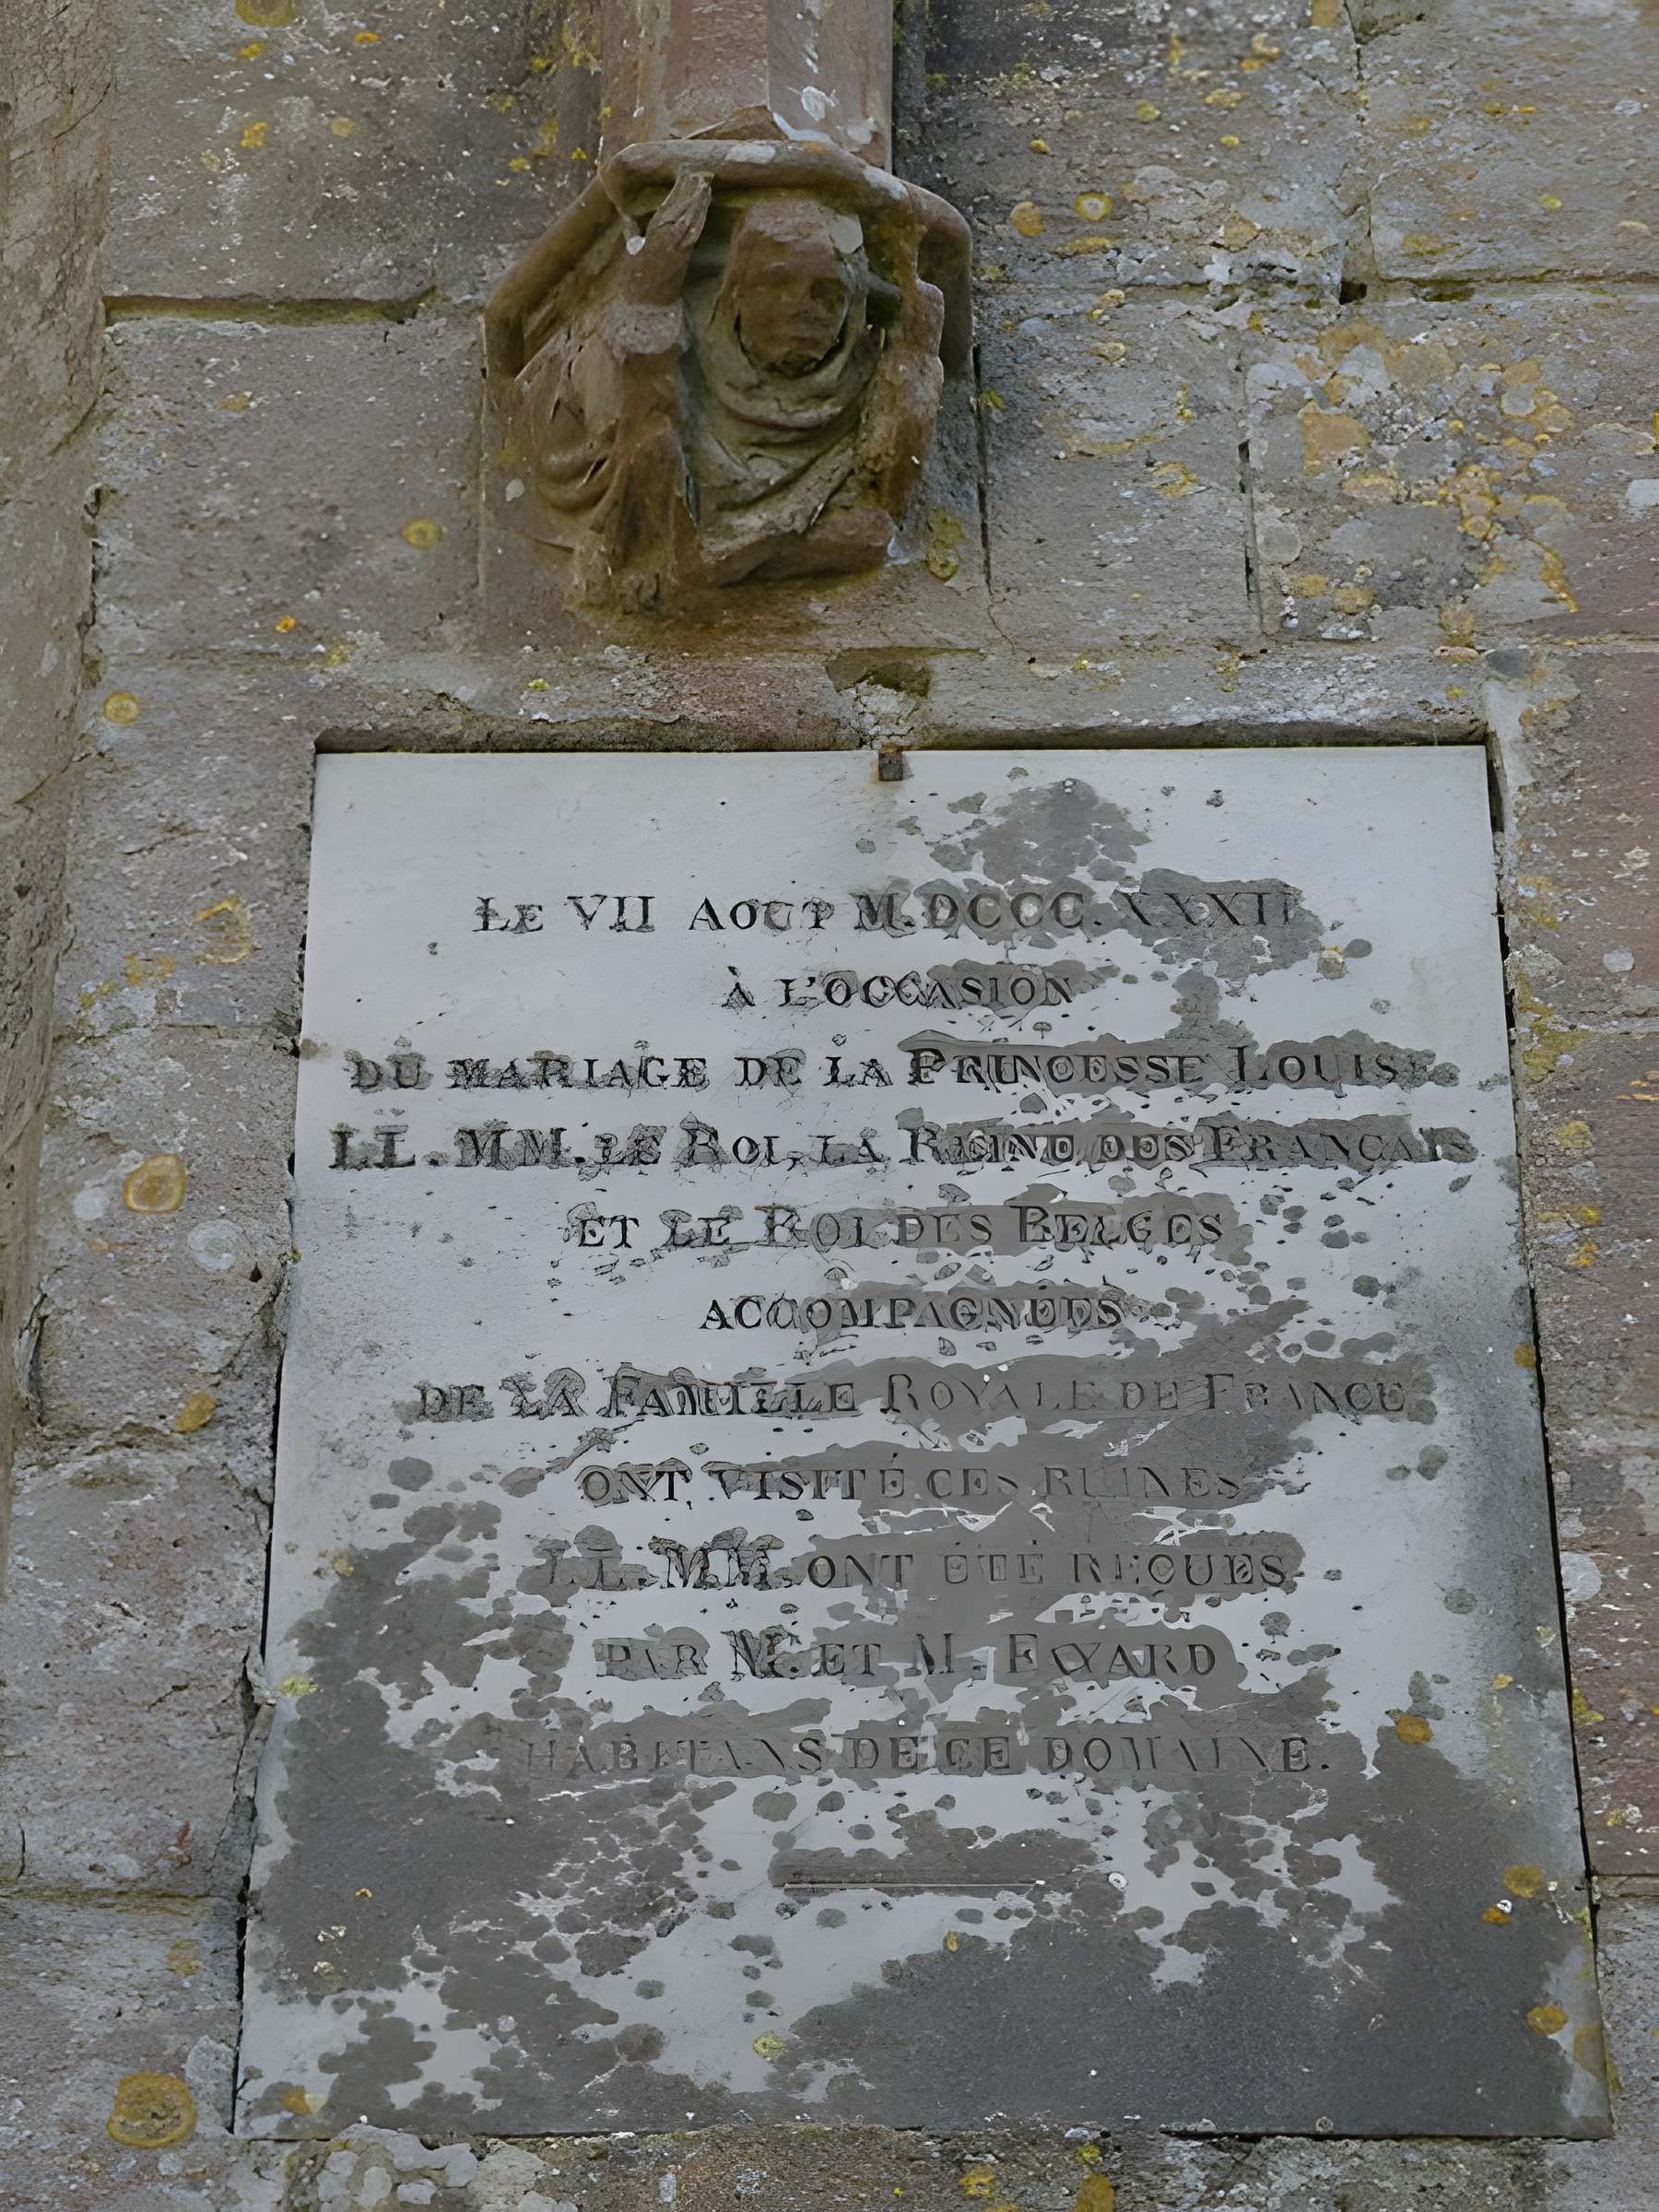 LE VII AOUT M.DCCC.XXXII
À L'OCCASION
DU MARIAGE DE LA PRINCESSE LOUISE
LL. MM. LE ROI, LA REINE DES FRANÇAIS
ET LE ROI DES BELGES
ACCOMPAGNÉES
DE LA FAMILLE ROYALE DE FRANCE
ONT VISITÉ CES RUINES
LL. MM. ONT ÉTÉ REÇUES
PAR M. ET M. FAYARD
HABITANS DE CE DOMAINE.